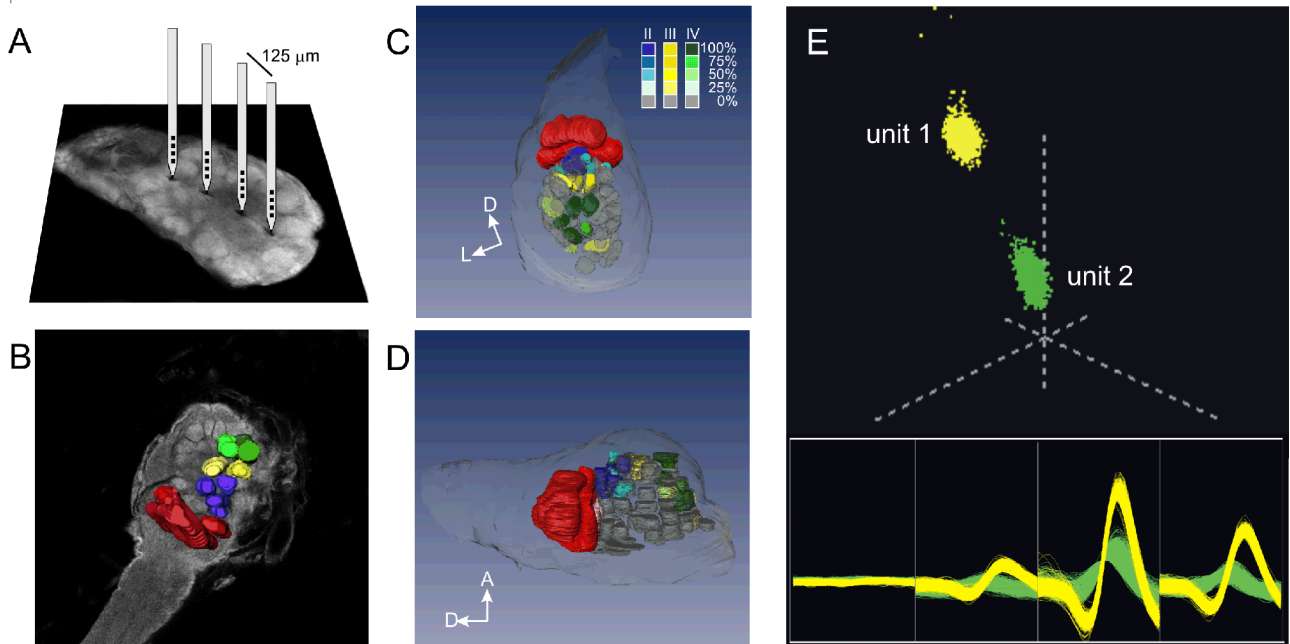 A
125 µm
B
C
II III IV
100%
75%
50%
25%
0%
D
L
D
A
D
E
unit 1
unit 2